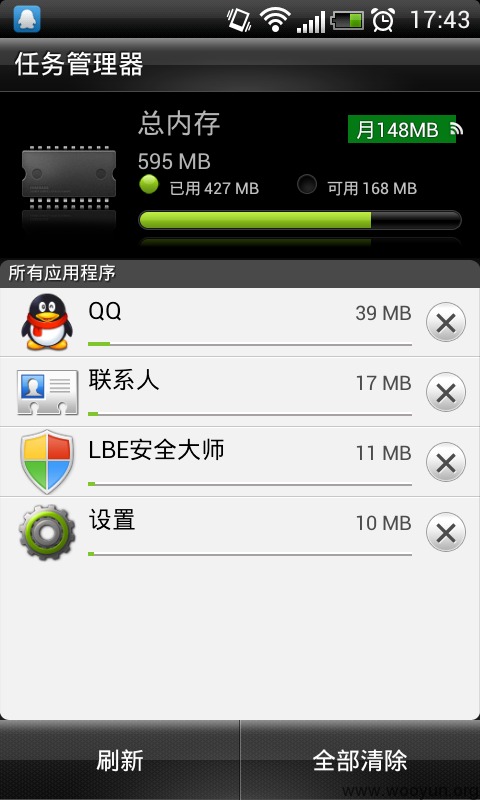 17:43
任务管理器
总内存
月148MB
595 MB
已用 427 MB
可用 168 MB
所有应用程序
QQ
39 MB
联系人
17 MB
LBE安全大师
11 MB
设置
10 MB
刷新
全部清除
www.wooyun.org